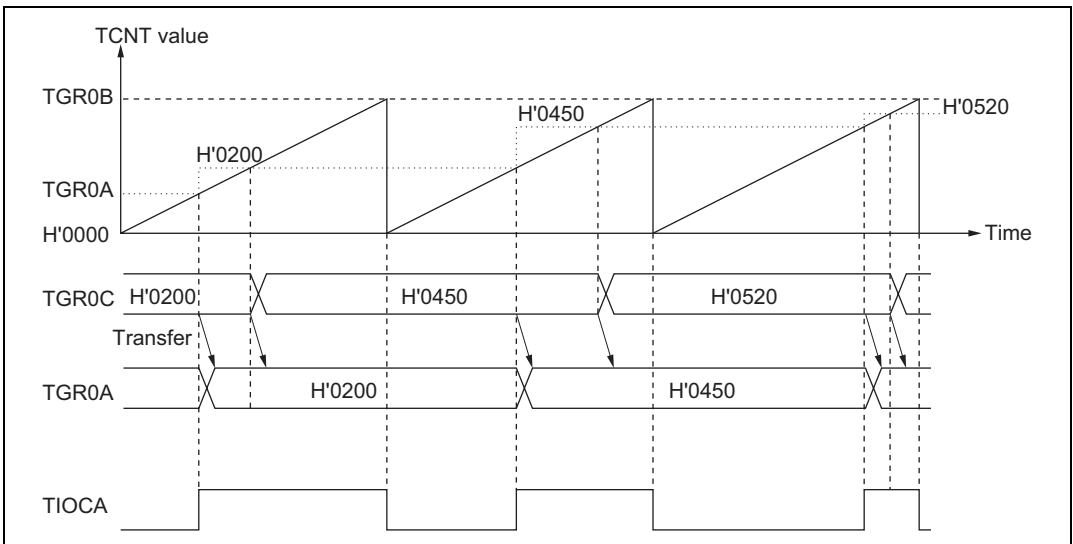 TCNT value
TGR0B
H'0520
H'0450
H'0200
TGR0A
H'0000
Time
TGR0C H'0200 H'0450 H'0520
Transfer
TGR0A H'0200 H'0450
TIOCA